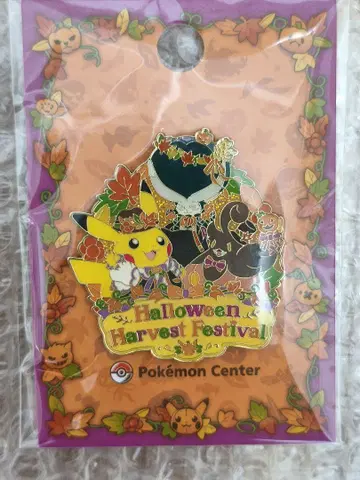 Halloween
Harvest Festival
Pokémon Center